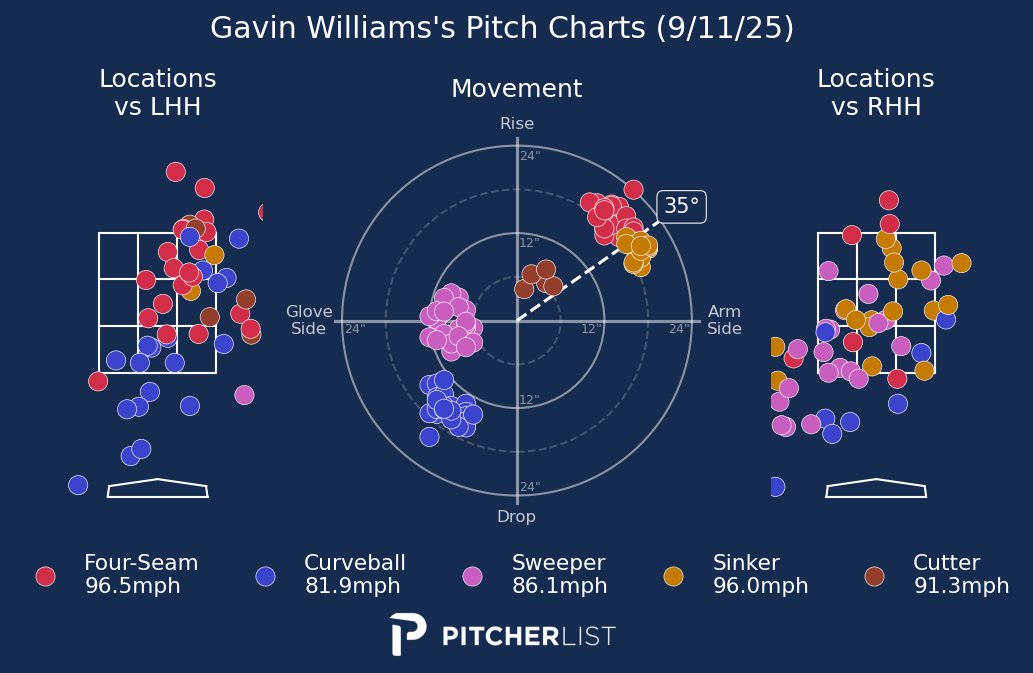 Gavin Williams's Pitch Charts (9/11/25)
Locations
vs LHH
Movement
Locations
vs RHH
Rise
24"
35°
12"
Glove
Side
24"
12"
24"
Arm
Side
12"
24"
Drop
Four-Seam
96.5mph
Curveball
81.9mph
Sweeper
86.1mph
Sinker
96.0mph
Cutter
91.3mph
PITCHERLIST